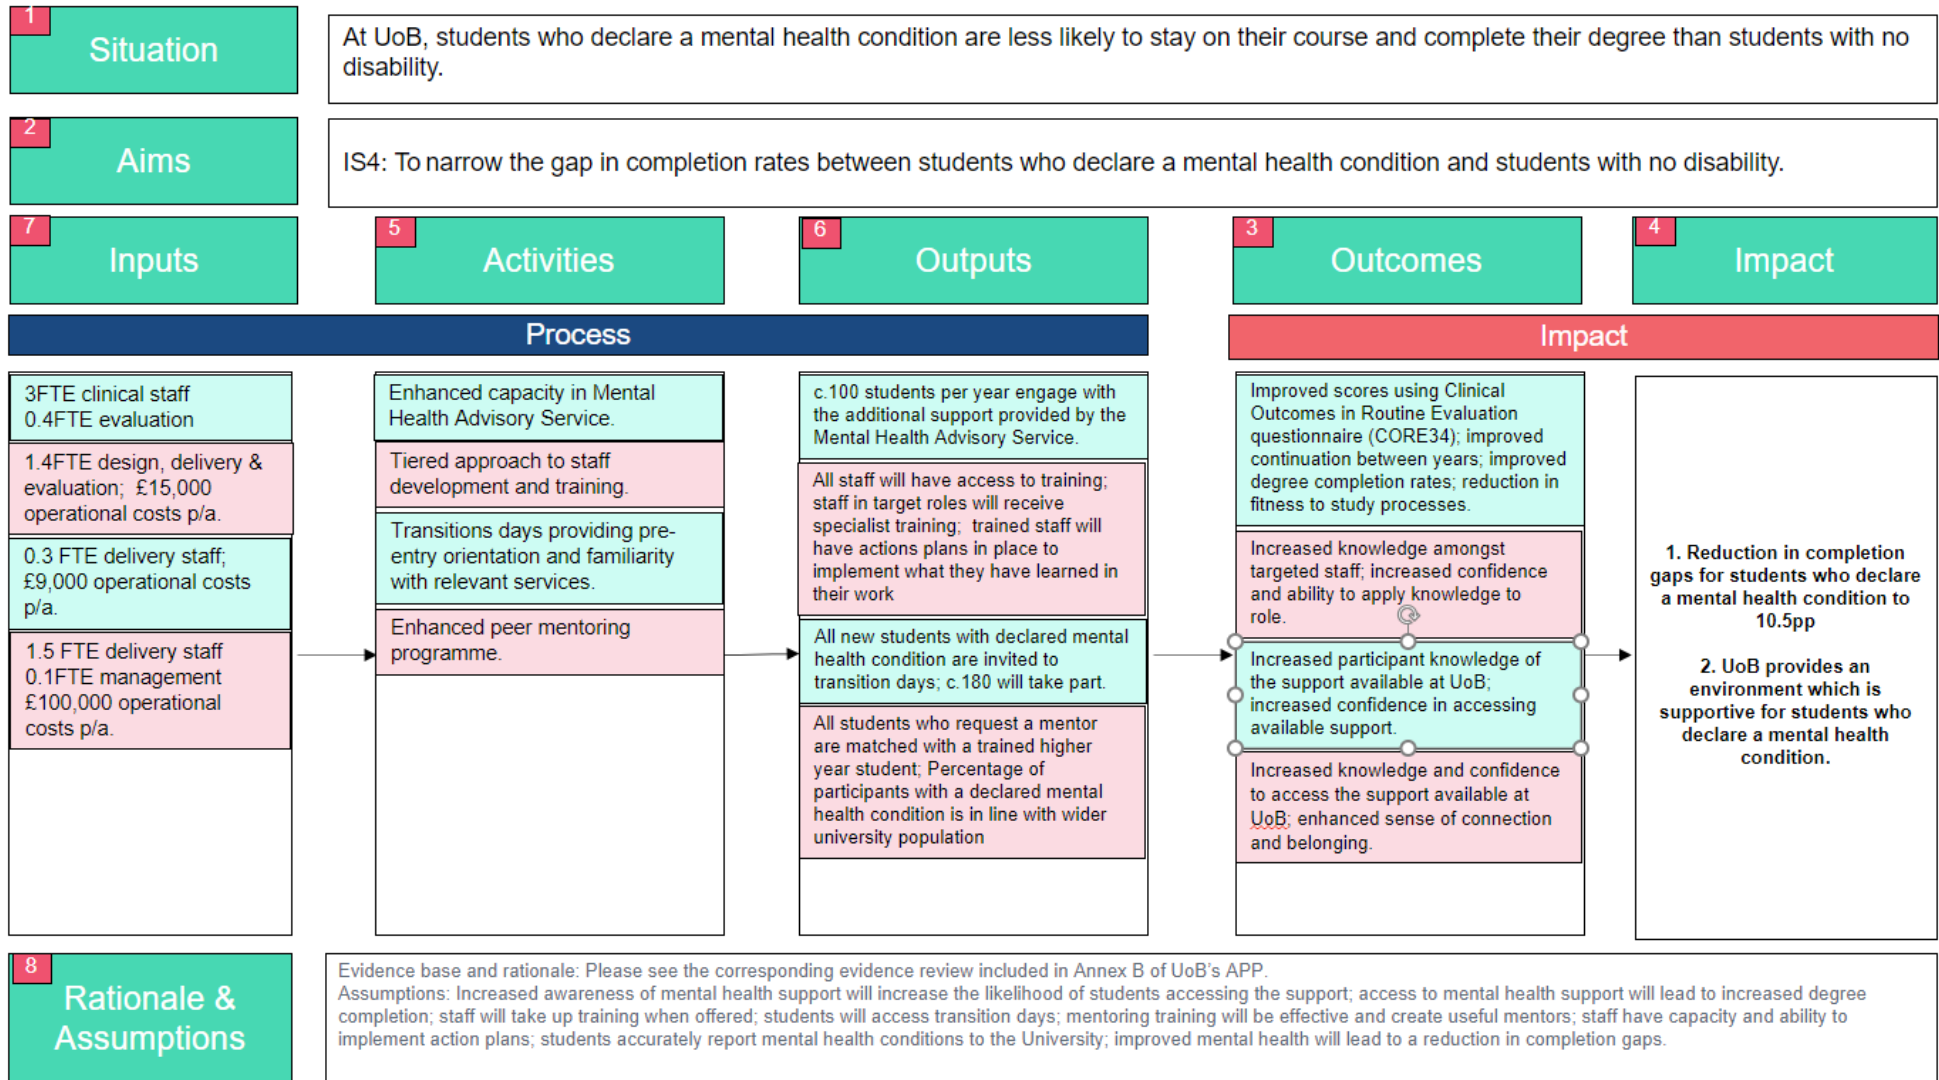 1
Situation
At UoB, students who declare a mental health condition are less likely to stay on their course and complete their degree than students with no
disability.
2
Aims
IS4: To narrow the gap in completion rates between students who declare a mental health condition and students with no disability.
7
Inputs
5
Activities
6
Outputs
3
Outcomes
4
Impact
Process
Impact
3FTE clinical staff
0.4FTE evaluation
1.4FTE design, delivery &
evaluation;  £15,000
operational costs p/a.
0.3 FTE delivery staff;
£9,000 operational costs
p/a.
1.5 FTE delivery staff
0.1FTE management
£100,000 operational
costs p/a.
Enhanced capacity in Mental
Health Advisory Service.
Tiered approach to staff
development and training.
Transitions days providing pre-
entry orientation and familiarity
with relevant services.
Enhanced peer mentoring
programme.
c.100 students per year engage with
the additional support provided by the
Mental Health Advisory Service.
All staff will have access to training;
staff in target roles will receive
specialist training;  trained staff will
have actions plans in place to
implement what they have learned in
their work
All new students with declared mental
health condition are invited to
transition days; c.180 will take part.
All students who request a mentor
are matched with a trained higher
year student; Percentage of
participants with a declared mental
health condition is in line with wider
university population
Improved scores using Clinical
Outcomes in Routine Evaluation
questionnaire (CORE34); improved
continuation between years; improved
degree completion rates; reduction in
fitness to study processes.
Increased knowledge amongst
targeted staff; increased confidence
and ability to apply knowledge to
role.
Increased participant knowledge of
the support available at UoB;
increased confidence in accessing
available support.
Increased knowledge and confidence
to access the support available at
UoB; enhanced sense of connection
and belonging.
1. Reduction in completion
gaps for students who declare
a mental health condition to
10.5pp
2. UoB provides an
environment which is
supportive for students who
declare a mental health
condition.
8
Rationale &
Assumptions
Evidence base and rationale: Please see the corresponding evidence review included in Annex B of UoB's APP.
Assumptions: Increased awareness of mental health support will increase the likelihood of students accessing the support; access to mental health support will lead to increased degree
completion; staff will take up training when offered; students will access transition days; mentoring training will be effective and create useful mentors; staff have capacity and ability to
implement action plans; students accurately report mental health conditions to the University; improved mental health will lead to a reduction in completion gaps.